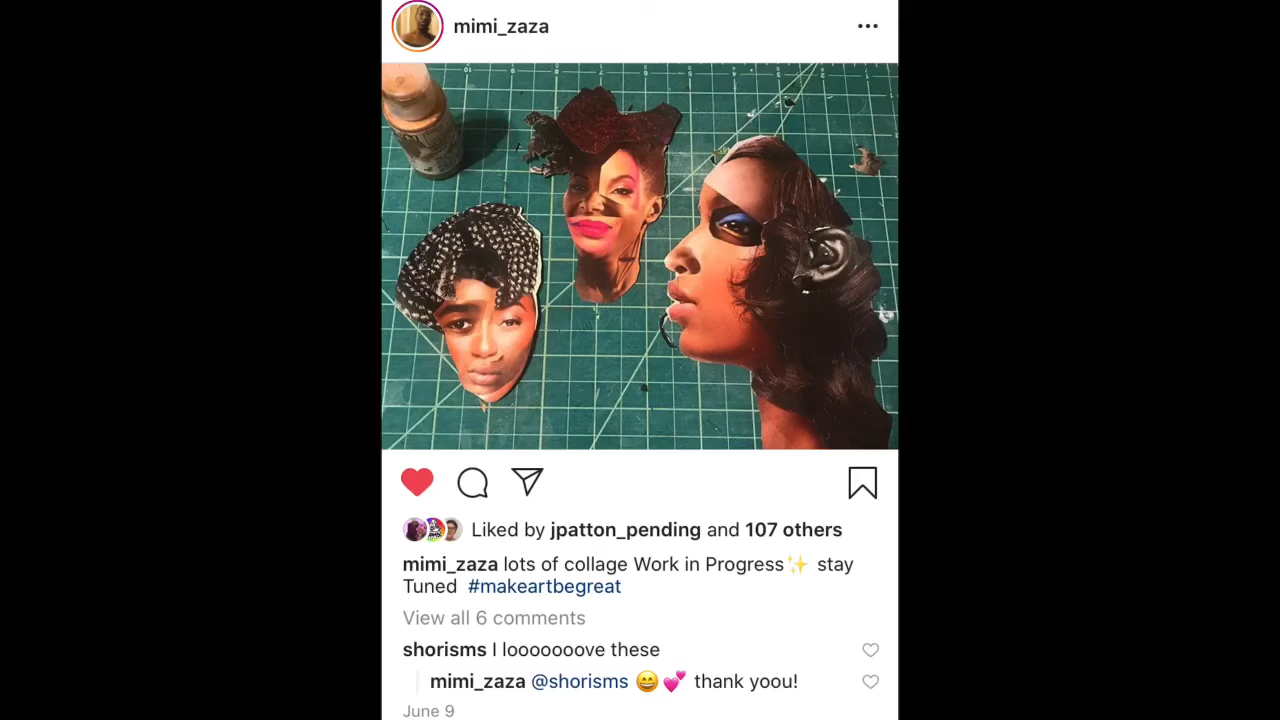 mimi_zaza
Liked by jpatton_pending and 107 others
mimi_zaza lots of collage Work in Progress✨ stay
Tuned #makeartbegreat
View all 6 comments
shorisms I looooooove these
mimi_zaza @shorisms 😄 💕 thank yoou!
June 9